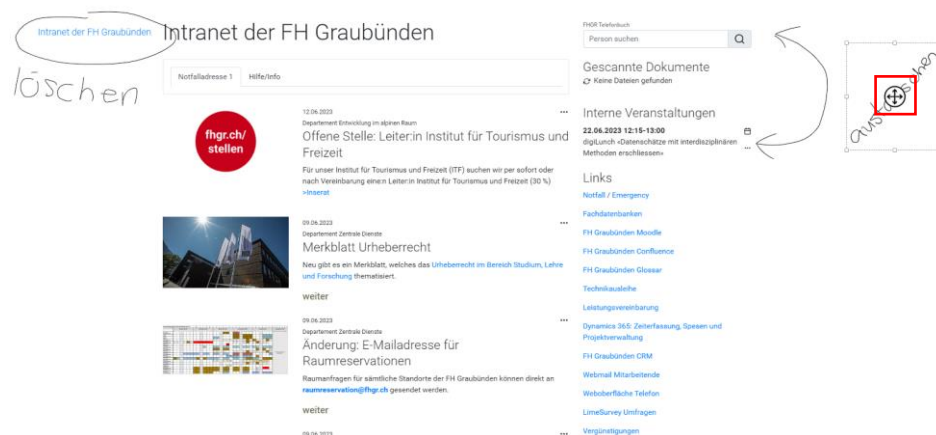 Intranet der FH Graubünden
löschen
Intranet der FH Graubünden
Notfalladresse 1
Hilfe/Info
fhgr.ch/
stellen
12.06.2023
Departement Entwicklung im alpinen Raum
Offene Stelle: Leiter:in Institut für Tourismus und
Freizeit
Für unser Institut für Tourismus und Freizeit (ITF) suchen wir per sofort oder
nach Vereinbarung eine:n Leiter:in Institut für Tourismus und Freizeit (30 %)
>Inserat
09.06.2023
Departement Zentrale Dienste
Merkblatt Urheberrecht
Neu gibt es ein Merkblatt, welches das Urheberrecht im Bereich Studium, Lehre
und Forschung thematisiert.
weiter
09.06.2023
Departement Zentrale Dienste
Änderung: E-Mailadresse für
Raumreservationen
Raumanfragen für sämtliche Standorte der FH Graubünden können direkt an
raumreservation@fhgr.ch gesendet werden.
weiter
09.06.2023
FHGR Telefonbuch
Person suchen
Gescannte Dokumente
Keine Dateien gefunden
Interne Veranstaltungen
22.06.2023 12:15-13:00
digiLunch «Datenschätze mit interdisziplinären
Methoden erschliessen»
Links
Notfall / Emergency
Fachdatenbanken
FH Graubünden Moodle
FH Graubünden Confluence
FH Graubünden Glossar
Technikausleihe
Leistungsvereinbarung
Dynamics 365: Zeiterfassung, Spesen und
Projektverwaltung
FH Graubünden CRM
Webmail Mitarbeitende
Weboberfläche Telefon
LimeSurvey Umfragen
Vergünstigungen